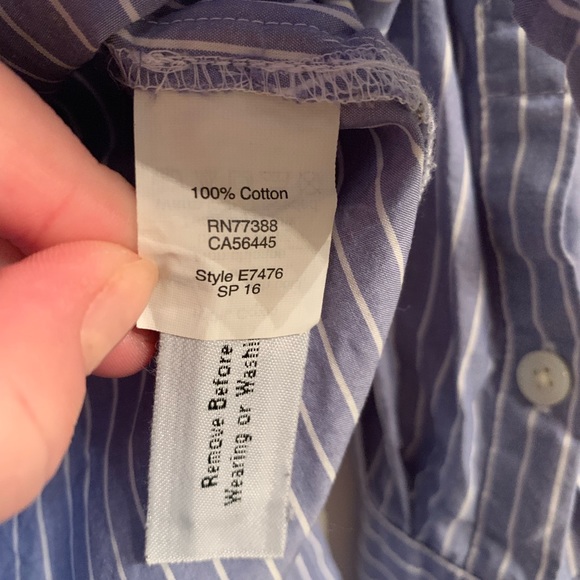 100% Cotton
RN77388
CA56445
Style E7476
SP 16
Remove Before
Wearing or